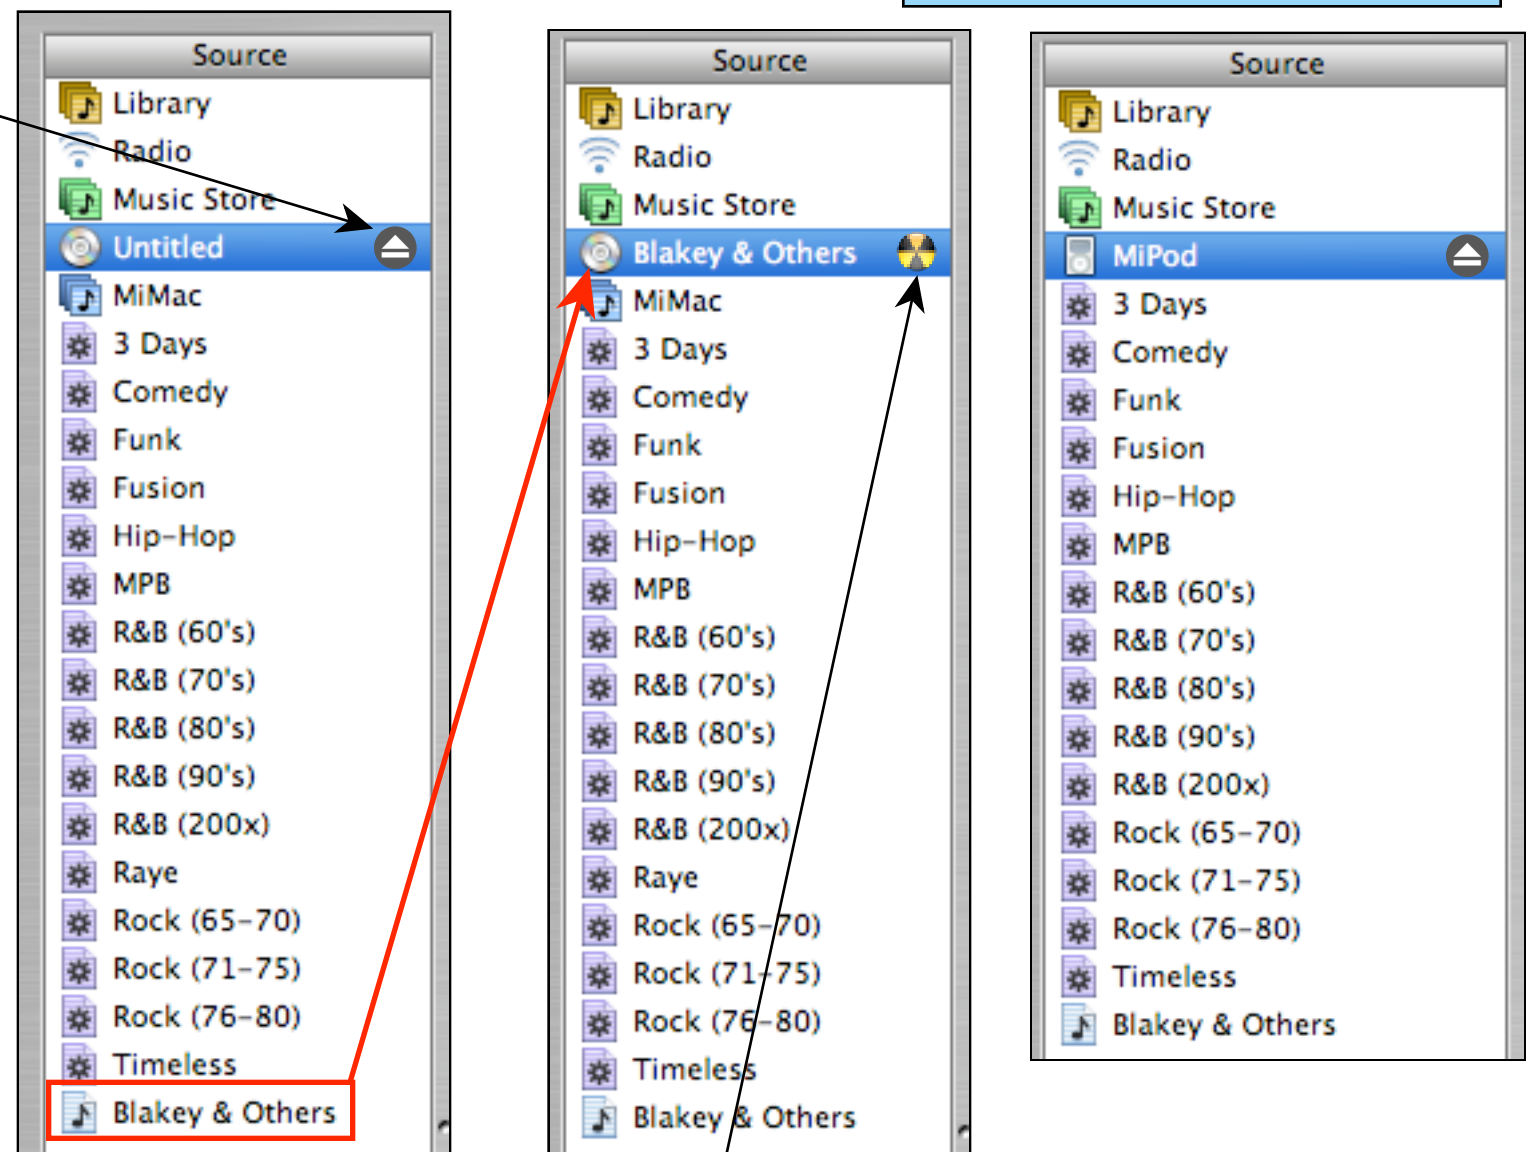 Source
Library
Radio
Music Store
Untitled
MiMac
3 Days
Comedy
Funk
Fusion
Hip-Hop
MPB
R&B (60's)
R&B (70's)
R&B (80's)
R&B (90's)
R&B (200x)
Raye
Rock (65-70)
Rock (71-75)
Rock (76-80)
Timeless
Blakey & Others
Source
Library
Radio
Music Store
Blakey & Others
MiMac
3 Days
Comedy
Funk
Fusion
Hip-Hop
MPB
R&B (60's)
R&B (70's)
R&B (80's)
R&B (90's)
R&B (200x)
Raye
Rock (65-70)
Rock (71-75)
Rock (76-80)
Timeless
Blakey & Others
Source
Library
Radio
Music Store
MiPod
3 Days
Comedy
Funk
Fusion
Hip-Hop
MPB
R&B (60's)
R&B (70's)
R&B (80's)
R&B (90's)
R&B (200x)
Rock (65-70)
Rock (71-75)
Rock (76-80)
Timeless
Blakey & Others